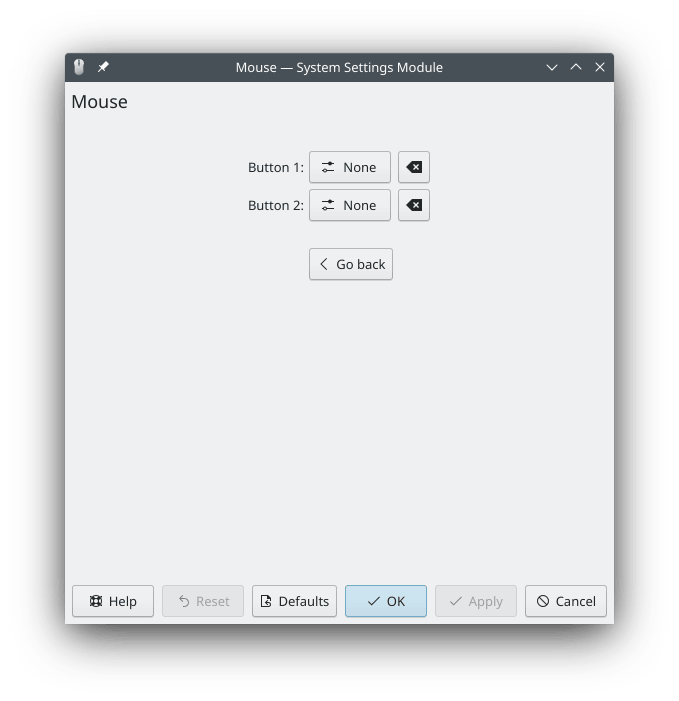 Mouse — System Settings Module
Mouse
Button 1: None
Button 2: None
Go back
Help Reset Defaults OK Apply Cancel